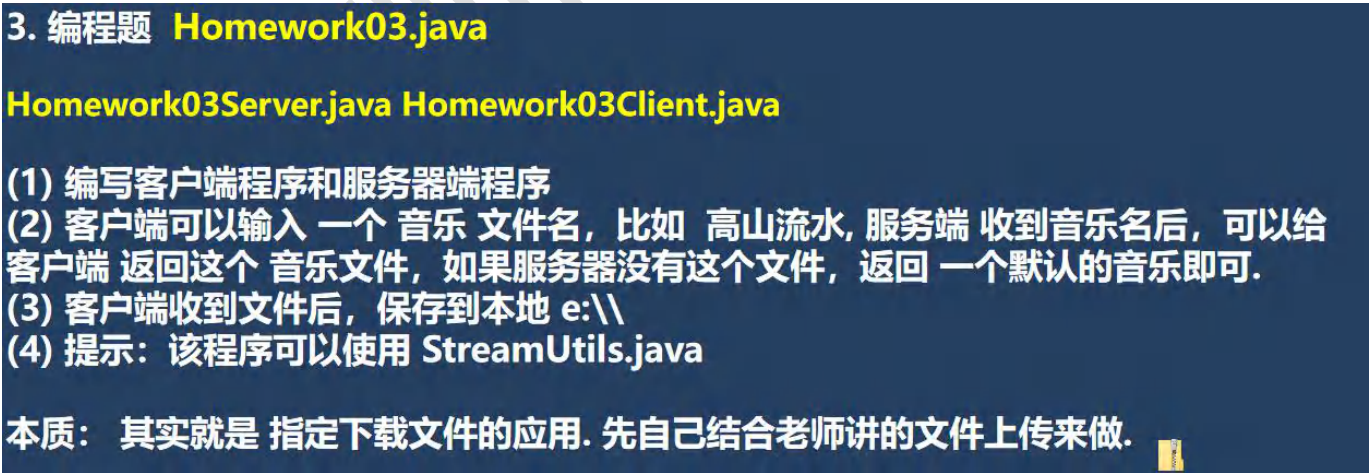 3. 编程题 Homework03.java
Homework03Server.java Homework03Client.java
(1) 编写客户端程序和服务器端程序
(2) 客户端可以输入 一个 音乐 文件名，比如 高山流水, 服务端 收到音乐名后，可以给
客户端 返回这个 音乐文件，如果服务器没有这个文件，返回 一个默认的音乐即可.
(3) 客户端收到文件后，保存到本地 e:\\
(4) 提示：该程序可以使用 StreamUtils.java
本质： 其实就是 指定下载文件的应用. 先自己结合老师讲的文件上传来做.